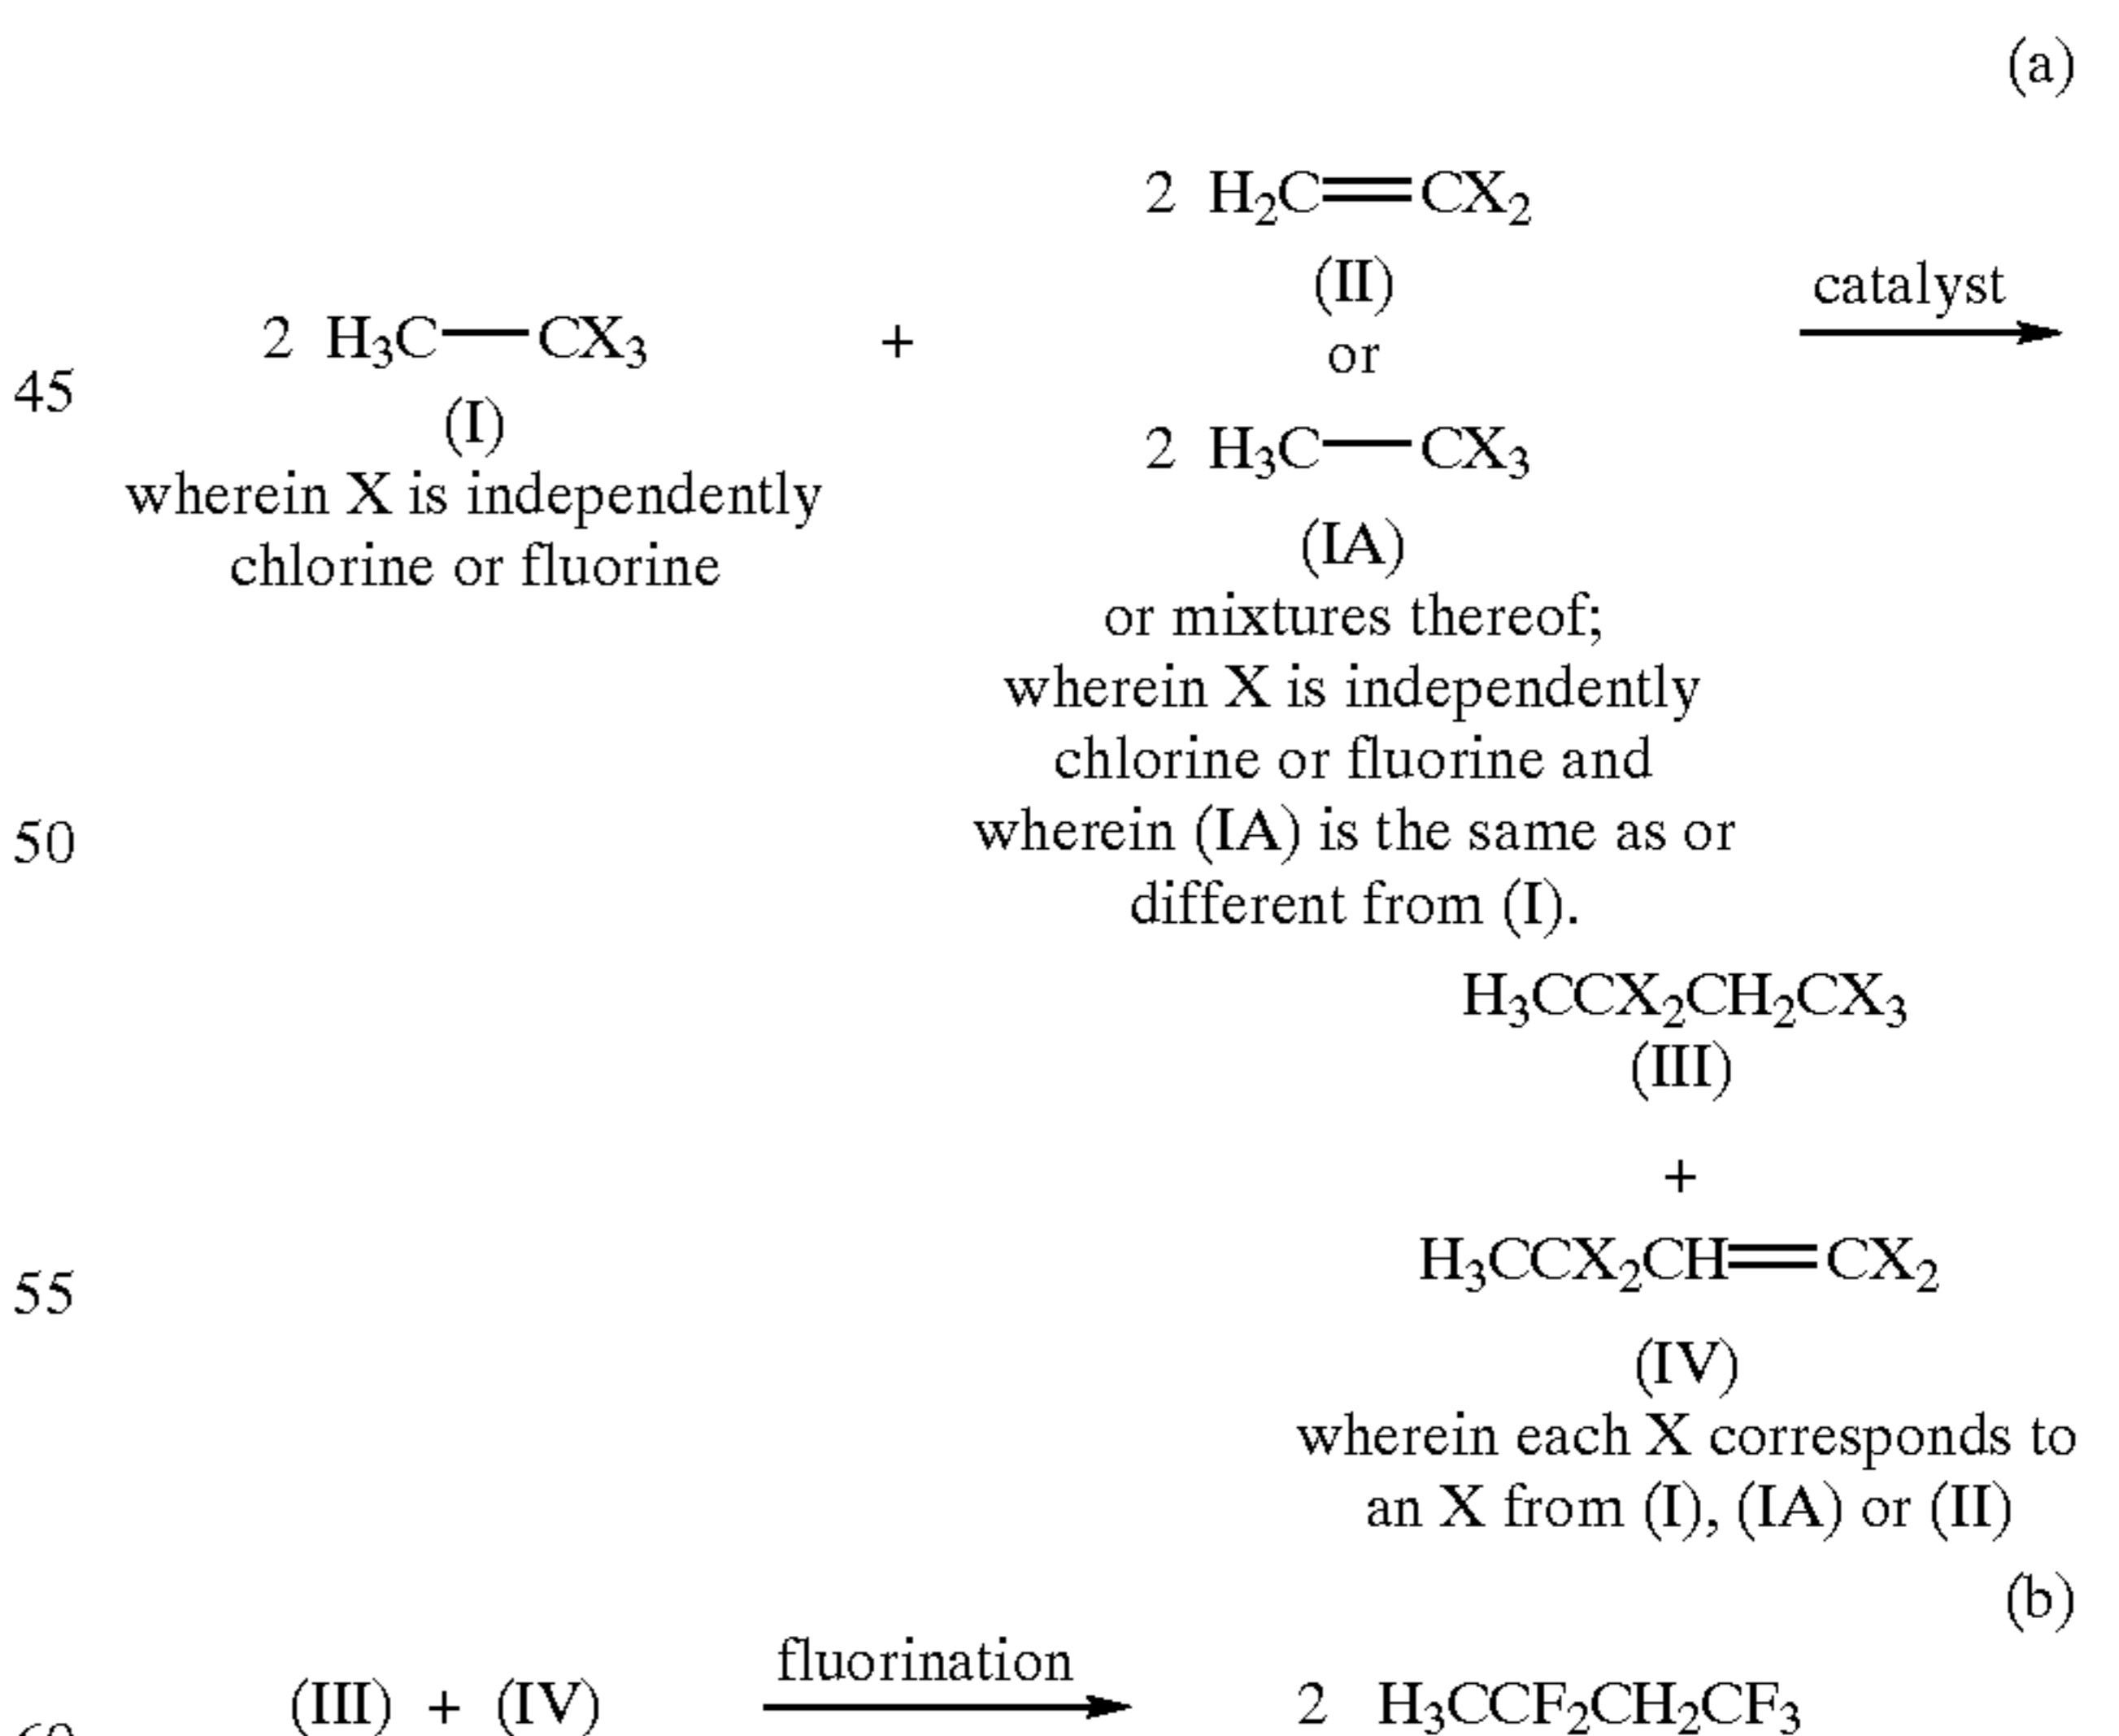 (a)
2 H₂C=CX₂
(II)
or
catalyst
2 H₃C—CX₃ +
45
(I)
2 H₃C—CX₃
wherein X is independently
chlorine or fluorine
(IA)
or mixtures thereof;
wherein X is independently
chlorine or fluorine and
50
wherein (IA) is the same as or
different from (I).
H₃CCX₂CH₂CX₃
(III)
+
55
H₃CCX₂CH=CX₂
(IV)
wherein each X corresponds to
an X from (I), (IA) or (II)
(b)
fluorination
(III) + (IV) 2 H₃CCF₂CH₂CF₃